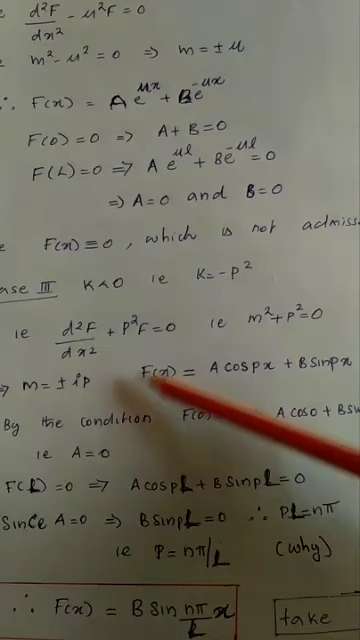 d²F/dx² - μ²F = 0
m² - μ² = 0 ⇒ m = ± μ
∴ F(x) = A e^μx + B e^-μx
F(0) = 0 ⇒ A + B = 0
F(L) = 0 ⇒ A e^μl + B e^-μl = 0
⇒ A = 0 and B = 0
F(x) ≡ 0, which is not admiss
ase III K < 0 ie K = - p²
ie d²F/dx² + p²F = 0 ie m² + p² = 0
⇒ m = ± ip F(x) = A cos px + B sin px
By the condition F(0) A cos 0 + B sin
ie A = 0
F(L) = 0 ⇒ A cos pL + B sin pL = 0
Since A = 0 ⇒ B sin pL = 0 ∴ PL = nπ
ie P = nπ/L (why)
∴ F(x) = B sin nπ/L x take